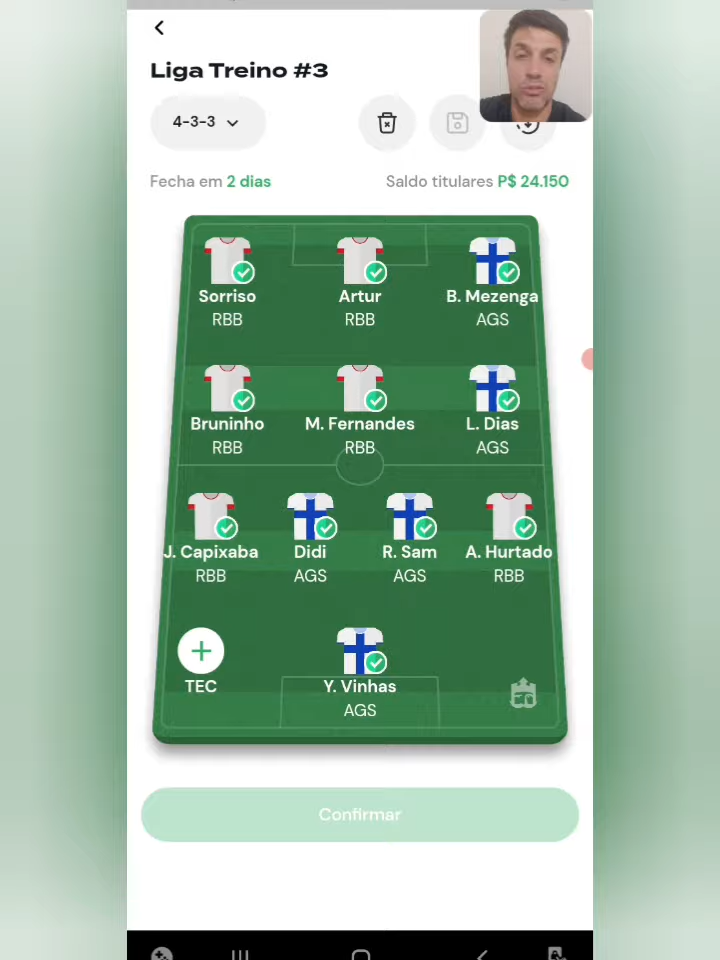 Liga Treino #3
4-3-3
Fecha em 2 dias
Saldo titulares P$ 24.150
Sorriso
RBB
Artur
RBB
B. Mezenga
AGS
Bruninho
RBB
M. Fernandes
RBB
L. Dias
AGS
J. Capixaba
RBB
Didi
AGS
R. Sam
AGS
A. Hurtado
RBB
TEC
Y. Vinhas
AGS
Confirmar